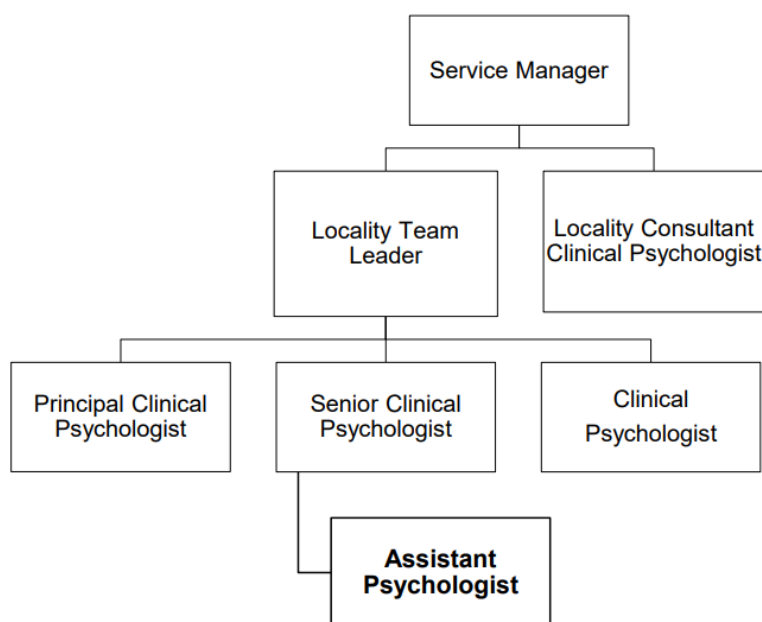 Service Manager
Locality Team
Leader
Locality Consultant
Clinical Psychologist
Principal Clinical
Psychologist
Senior Clinical
Psychologist
Clinical
Psychologist
Assistant
Psychologist